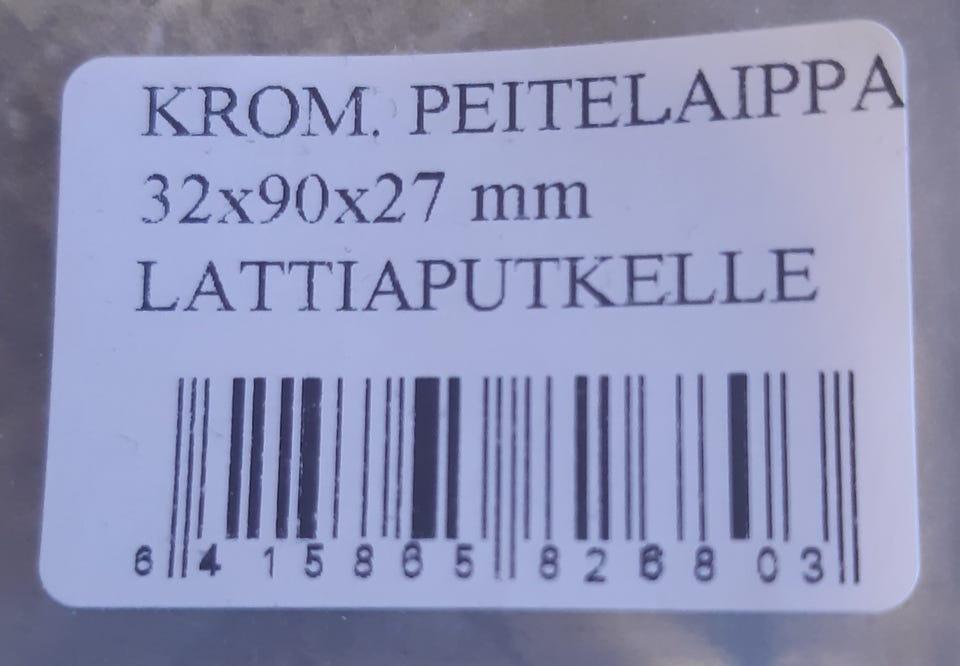 KROM. PEITELAIPPA
32x90x27 mm
LATTIAPUTKELLE
6 415865 826803